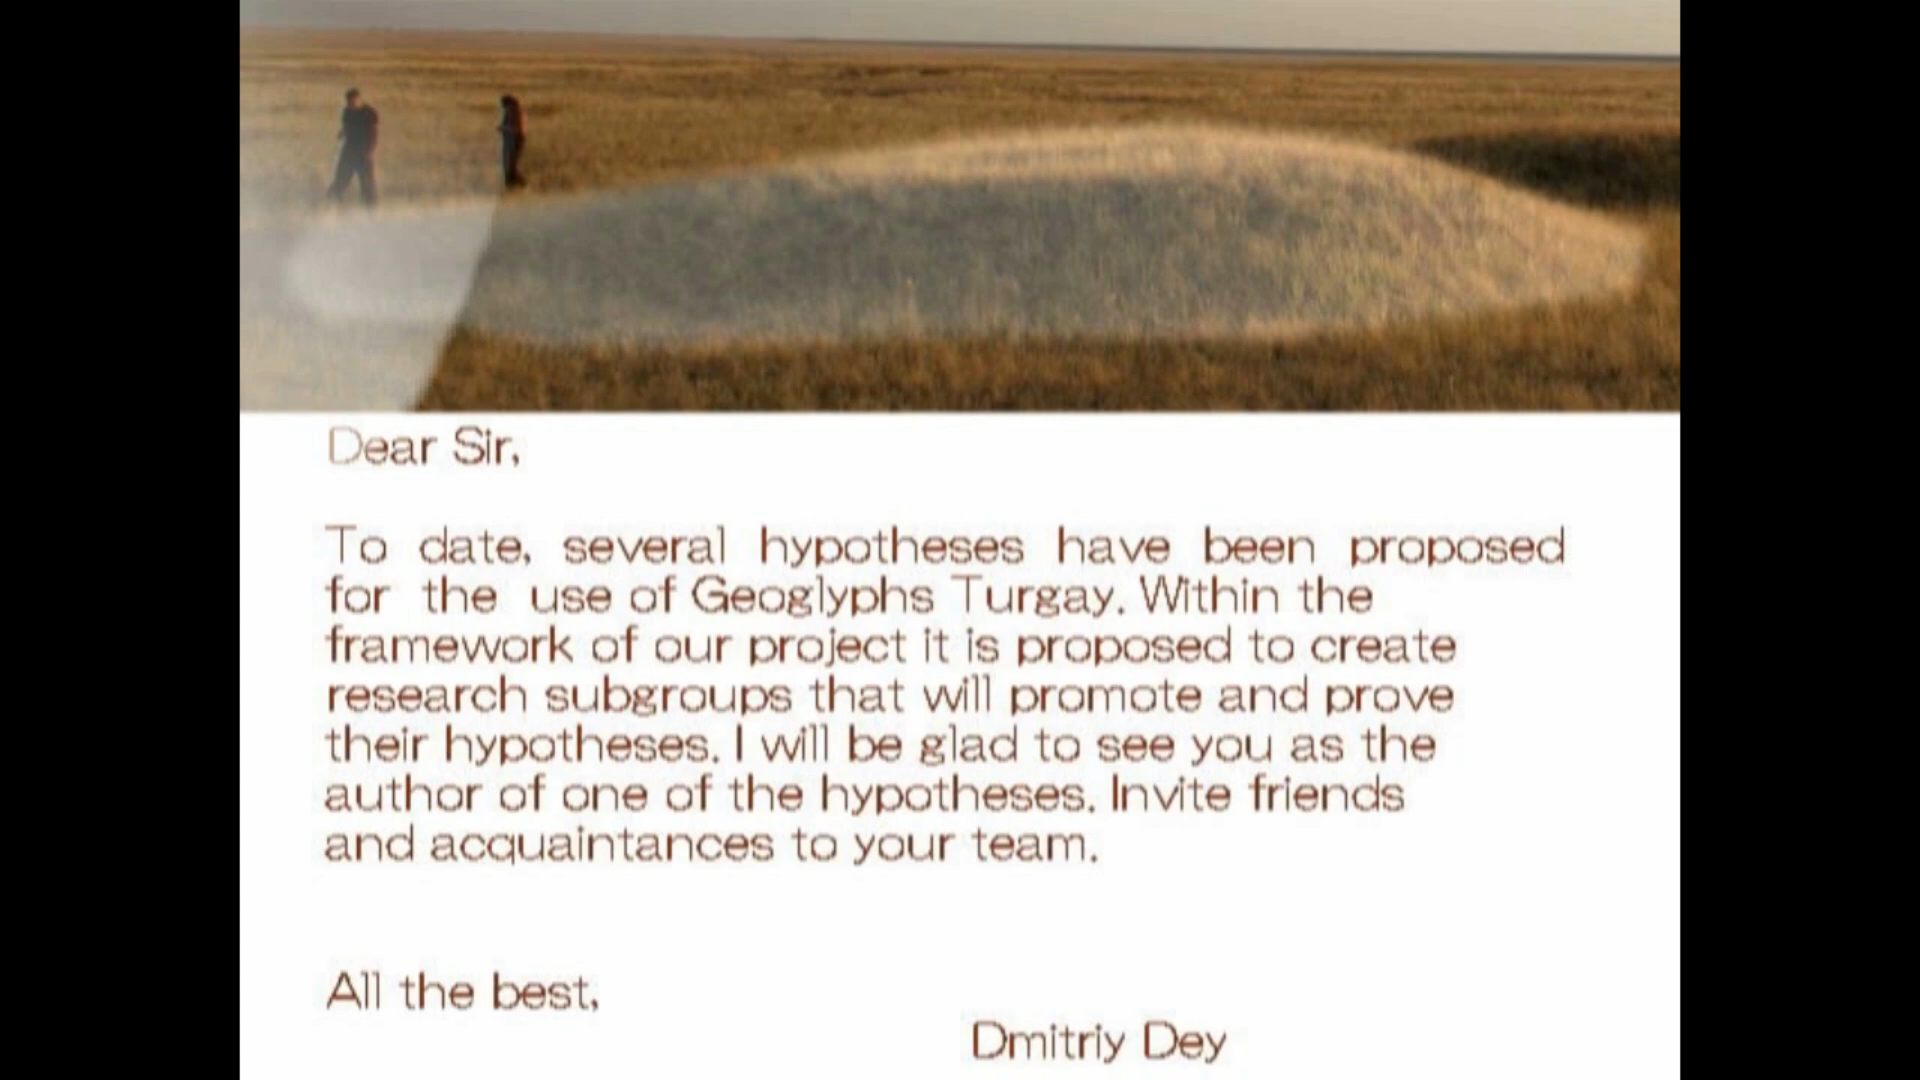 Dear Sir,
To date, several hypotheses have been proposed
for the use of Geoglyphs Turgay. Within the
framework of our project it is proposed to create
research subgroups that will promote and prove
their hypotheses. I will be glad to see you as the
author of one of the hypotheses. Invite friends
and acquaintances to your team.
All the best,
Dmitriy Dey